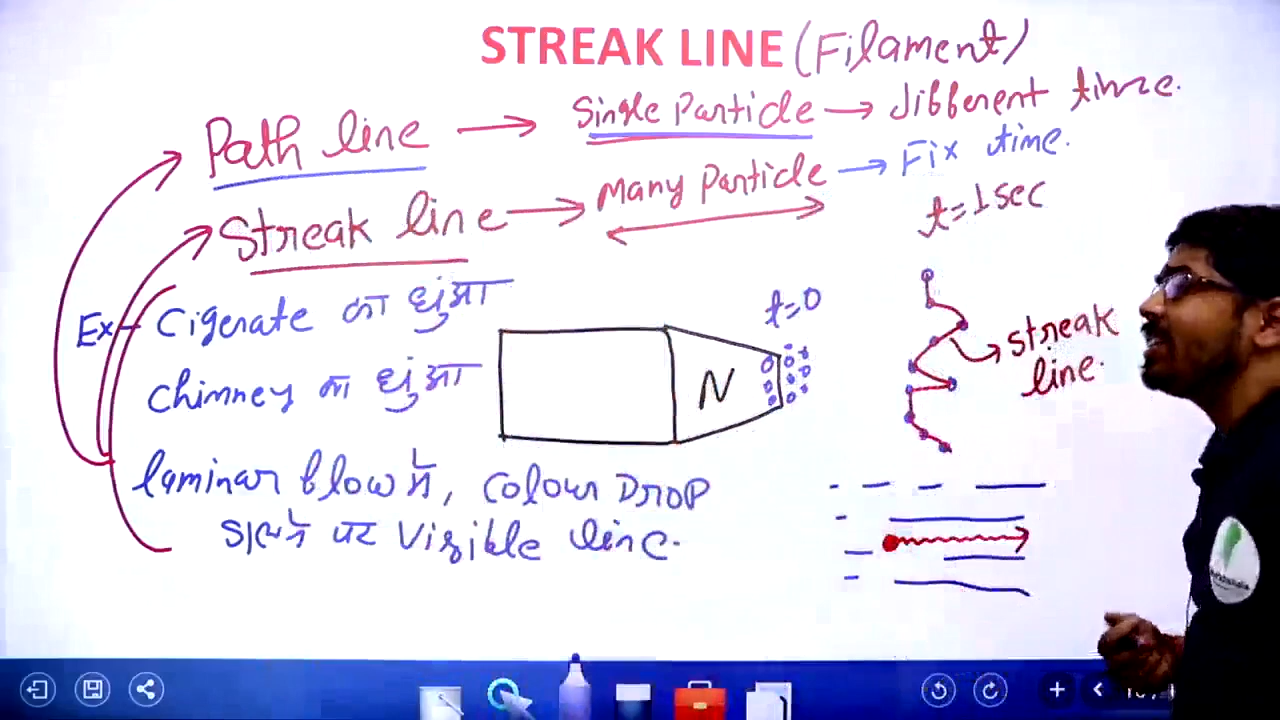 STREAK LINE (Filament)
Path line → Single Particle → different time.
Streak line → Many Particle → Fix time.
t=1sec
Ex- Cigerate का धुंआ
t=0
chimney का धुंआ
N
streak line.
laminar flow में, Colour Drop
डालने पर Visible line.